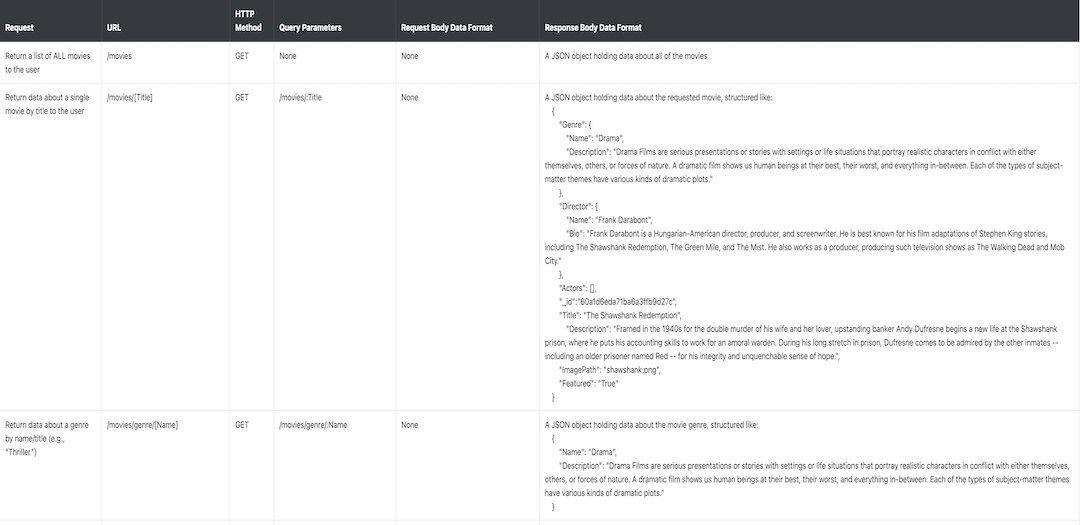 Request
URL
HTTP
Method
Query Parameters
Request Body Data Format
Response Body Data Format
Return a list of ALL movies
to the user
/movies
GET
None
None
A JSON object holding data about all of the movies
Return data about a single
movie by title to the user
/movies/[Title]
GET
/movies/:Title
None
A JSON object holding data about the requested movie, structured like:
{
"Genre": {
"Name": "Drama",
"Description": "Drama Films are serious presentations or stories with settings or life situations that portray realistic characters in conflict with either
themselves, others, or forces of nature. A dramatic film shows us human beings at their best, their worst, and everything in-between. Each of the types of subject-
matter themes have various kinds of dramatic plots."
},
"Director": {
"Name": "Frank Darabont",
"Bio": "Frank Darabont is a Hungarian-American director, producer, and screenwriter. He is best known for his film adaptations of Stephen King stories,
including The Shawshank Redemption, The Green Mile, and The Mist. He also works as a producer, producing such television shows as The Walking Dead and Mob
City."
},
"Actors": [],
"_id":"60a1d6eda71ba6a3ffb9d27c",
"Title": "The Shawshank Redemption",
"Description": "Framed in the 1940s for the double murder of his wife and her lover, upstanding banker Andy Dufresne begins a new life at the Shawshank
prison, where he puts his accounting skills to work for an amoral warden. During his long stretch in prison, Dufresne comes to be admired by the other inmates --
including an older prisoner named Red -- for his integrity and unquenchable sense of hope.",
"ImagePath": "shawshank.png",
"Featured": "True"
}
Return data about a genre
by name/title (e.g.,
"Thriller")
/movies/genre/[Name]
GET
/movies/genre/:Name
None
A JSON object holding data about the movie genre, structured like:
{
"Name": "Drama",
"Description": "Drama Films are serious presentations or stories with settings or life situations that portray realistic characters in conflict with either themselves,
others, or forces of nature. A dramatic film shows us human beings at their best, their worst, and everything in-between. Each of the types of subject-matter themes
have various kinds of dramatic plots."
}